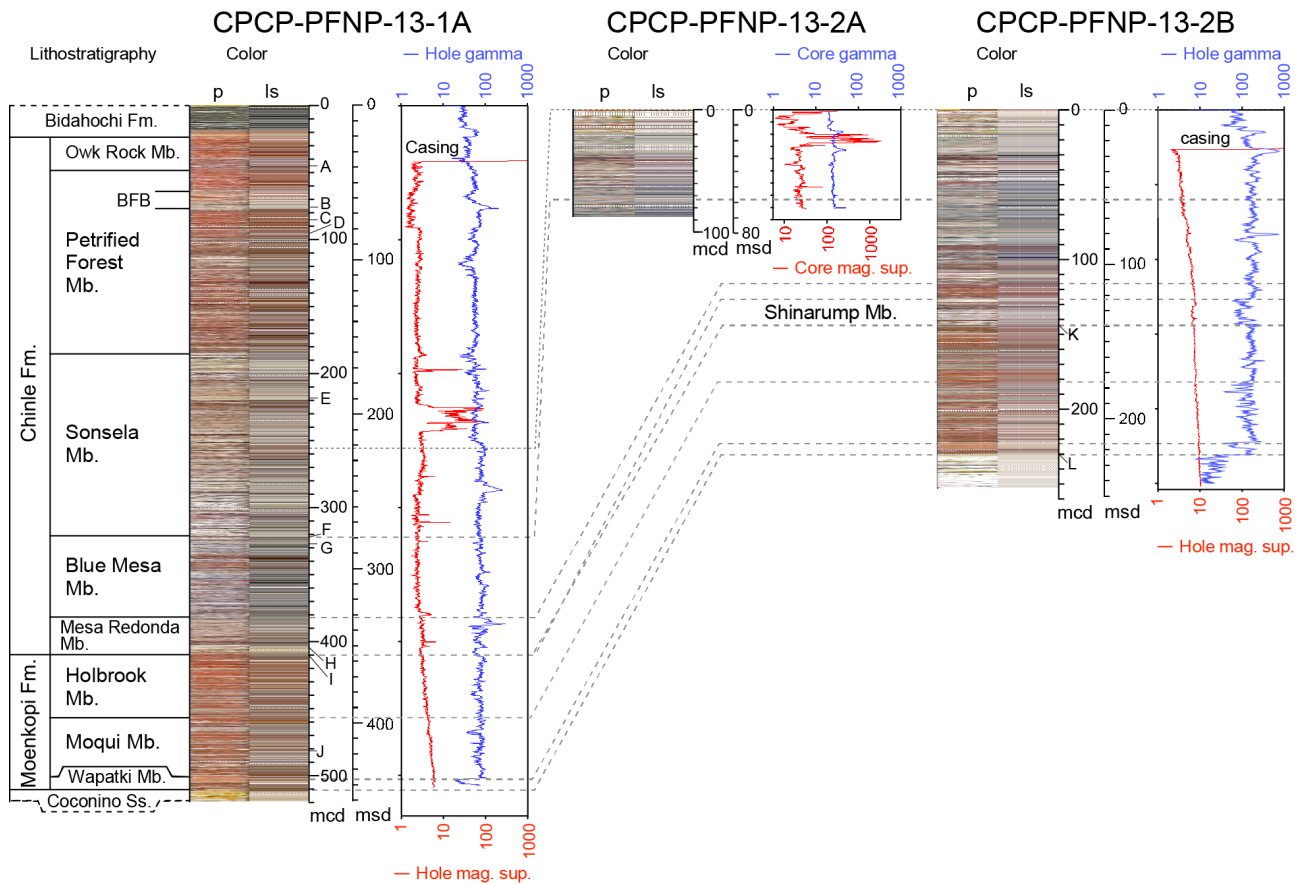 CPCP-PFNP-13-1A
CPCP-PFNP-13-2A
CPCP-PFNP-13-2B
Lithostratigraphy
Color
— Hole gamma
Color
— Core gamma
Color
— Hole gamma
p
ls
1
10
100
1000
p
ls
1
10
100
1000
p
ls
1
10
100
1000
Bidahochi Fm.
Owk Rock Mb.
BFB
Petrified
Forest
Mb.
Sonsela
Mb.
Blue Mesa
Mb.
Mesa Redonda
Mb.
Holbrook
Mb.
Moqui Mb.
Wapatki Mb.
Coconino Ss.
Chinle Fm.
Moenkopi Fm.
0
100
200
300
400
500
mcd
A
B
C
D
E
F
G
H
I
J
0
100
200
300
400
msd
Casing
1
10
100
1000
— Hole mag. sup.
0
100
mcd
0
80
msd
10
100
1000
— Core mag. sup.
Shinarump Mb.
0
100
200
mcd
K
L
0
100
200
msd
casing
1
10
100
1000
— Hole mag. sup.